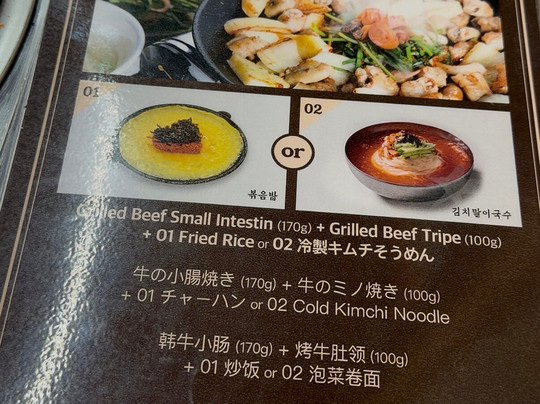 01
02
or
볶음밥
김치말이국수
Grilled Beef Small Intestin (170g) + Grilled Beef Tripe (100g)
+ 01 Fried Rice or 02 冷製キムチそうめん
牛の小腸焼き (170g) + 牛のミノ焼き (100g)
+ 01 チャーハン or 02 Cold Kimchi Noodle
韩牛小肠 (170g) + 烤牛肚领 (100g)
+ 01 炒饭 or 02 泡菜卷面